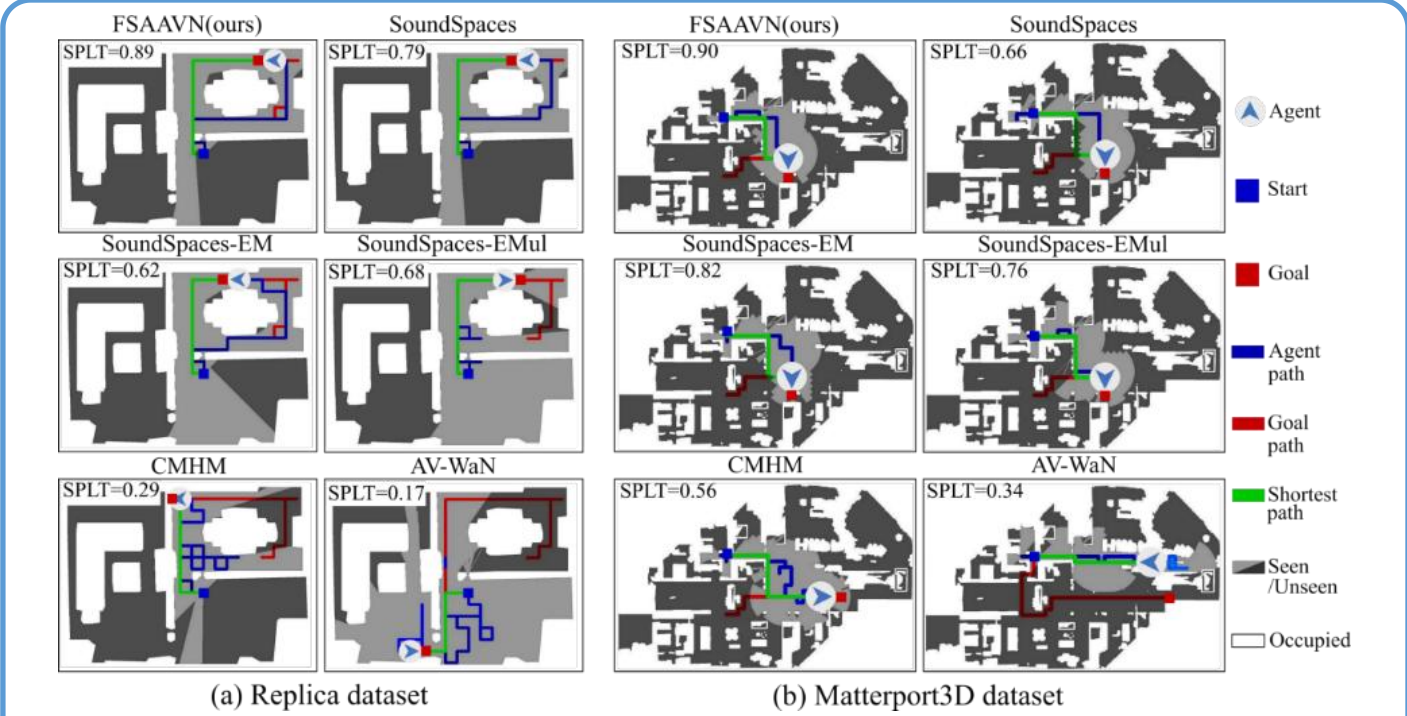 FSAAVN(ours) SoundSpaces FSAAVN(ours) SoundSpaces
SPLT=0.89 SPLT=0.79 SPLT=0.90 SPLT=0.66
SoundSpaces-EM SoundSpaces-EMul SoundSpaces-EM SoundSpaces-EMul
SPLT=0.62 SPLT=0.68 SPLT=0.82 SPLT=0.76
CMHM AV-WaN CMHM AV-WaN
SPLT=0.29 SPLT=0.17 SPLT=0.56 SPLT=0.34
Agent
Start
Goal
Agent
path
Goal
path
Shortest
path
Seen
/Unseen
Occupied
(a) Replica dataset (b) Matterport3D dataset